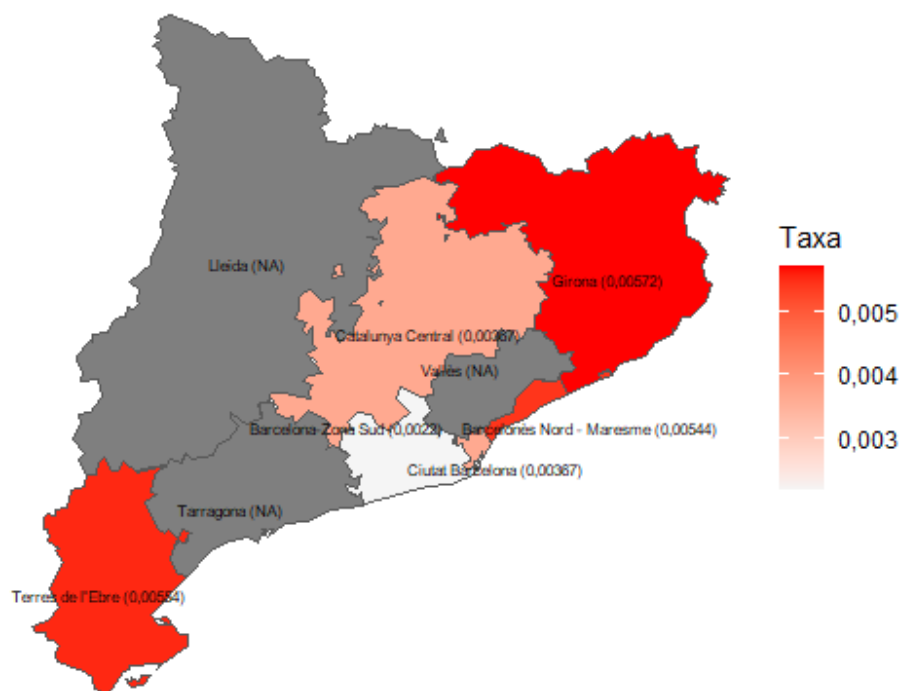 Taxa
Lleida (NA)
Girona (0,00572)
0,005
Catalunya Central (0,00367)
Vallès (NA)
0,004
Barcelona-Zona Sud (0,0022)
Barcelonès Nord - Maresme (0,00544)
0,003
Ciutat Barcelona (0,00367)
Tarragona (NA)
Terres de l'Ebre (0,00554)